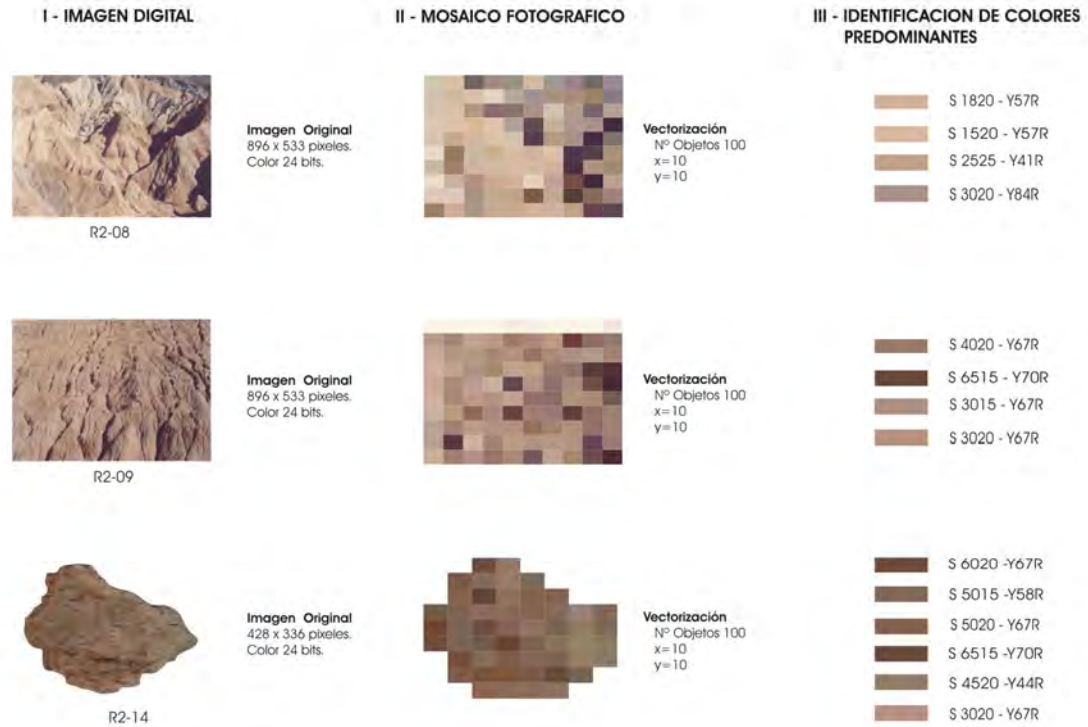 I - IMAGEN DIGITAL
II - MOSAICO FOTOGRAFICO
III - IDENTIFICACION DE COLORES
PREDOMINANTES
Imagen Original
896 x 533 pixeles.
Color 24 bits.
R2-08
Vectorización
Nº Objetos 100
x=10
y=10
S 1820 - Y57R
S 1520 - Y57R
S 2525 - Y41R
S 3020 - Y84R
Imagen Original
896 x 533 pixeles.
Color 24 bits.
R2-09
Vectorización
Nº Objetos 100
x=10
y=10
S 4020 - Y67R
S 6515 - Y70R
S 3015 - Y67R
S 3020 - Y67R
Imagen Original
428 x 336 pixeles.
Color 24 bits.
R2-14
Vectorización
Nº Objetos 100
x=10
y=10
S 6020 -Y67R
S 5015 -Y58R
S 5020 - Y67R
S 6515 -Y70R
S 4520 -Y44R
S 3020 -Y67R